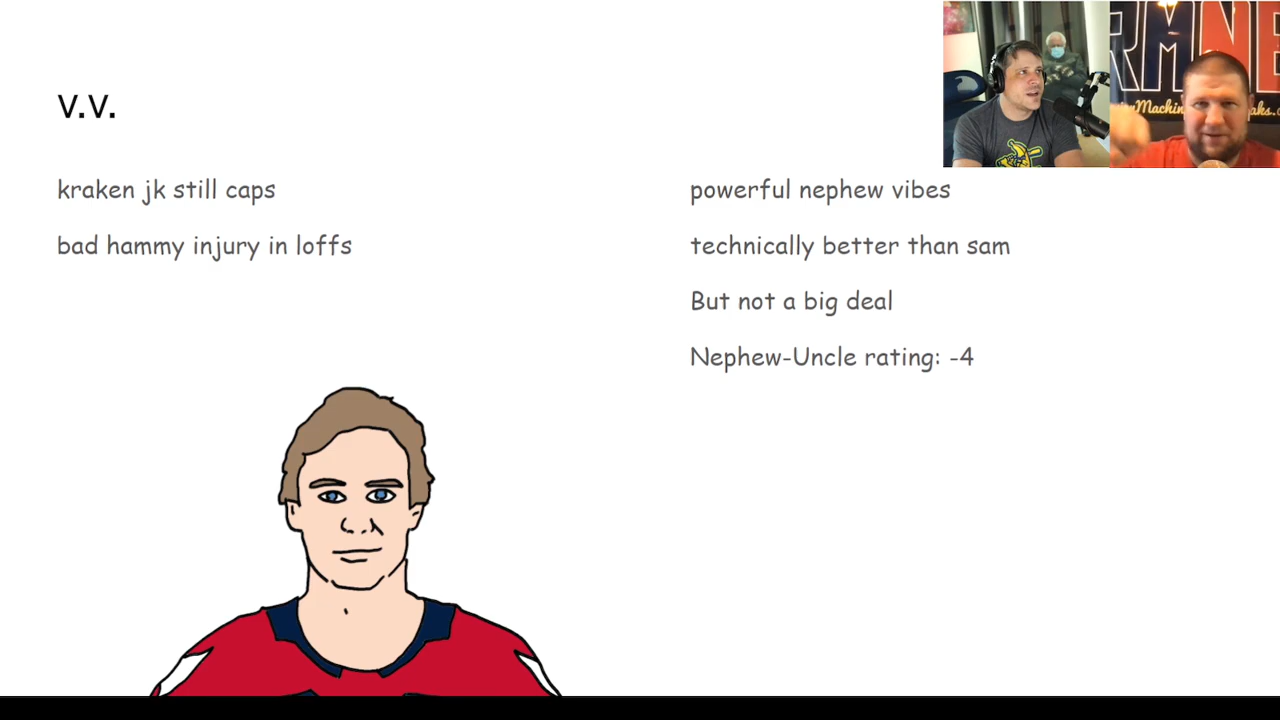 v.v.
kraken jk still caps
bad hammy injury in loffs
powerful nephew vibes
technically better than sam
But not a big deal
Nephew-Uncle rating: -4